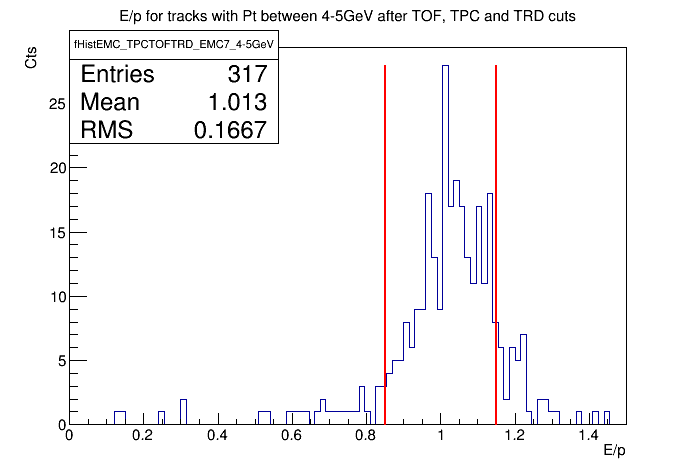 E/p for tracks with Pt between 4-5GeV after TOF, TPC and TRD cuts
fHistEMC_TPCTOFTRD_EMC7_4-5GeV
Entries 317
Mean 1.013
RMS 0.1667
Cts
25
20
15
10
5
0
0 0.2 0.4 0.6 0.8 1 1.2 1.4
E/p